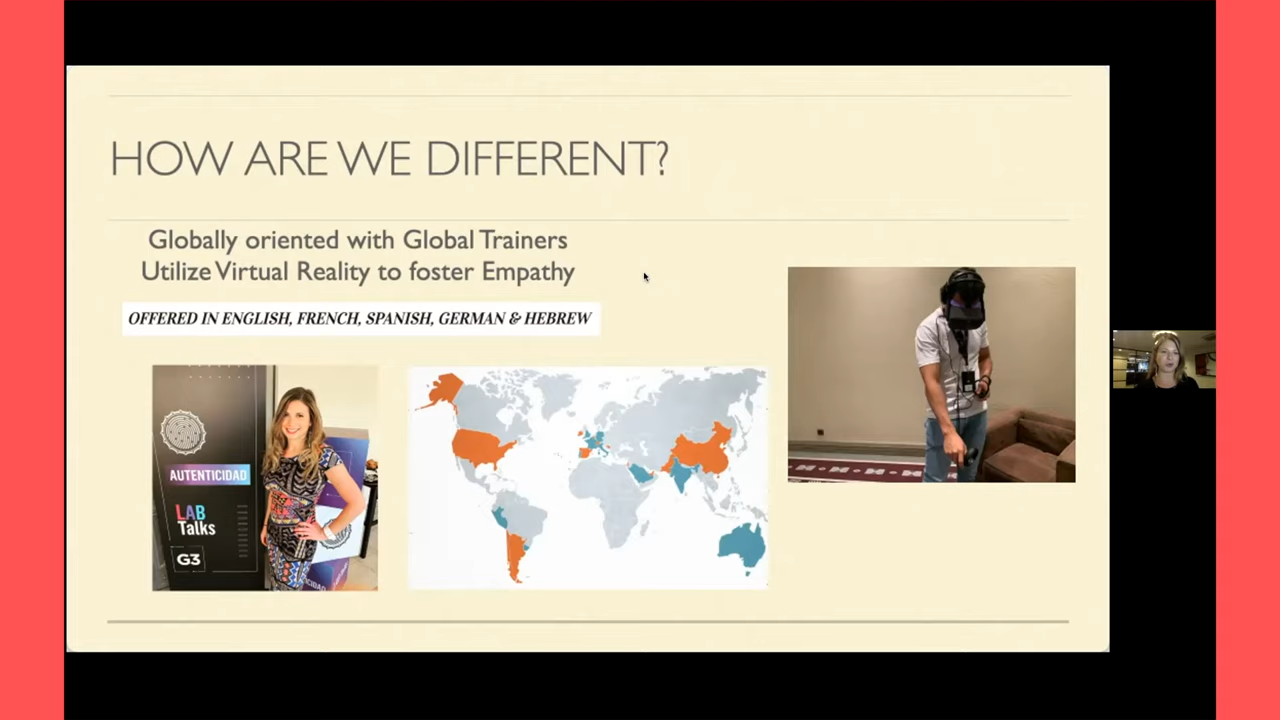 HOW ARE WE DIFFERENT?
Globally oriented with Global Trainers
Utilize Virtual Reality to foster Empathy
OFFERED IN ENGLISH, FRENCH, SPANISH, GERMAN & HEBREW
AUTENTICIDAD
LAB
Talks
G3